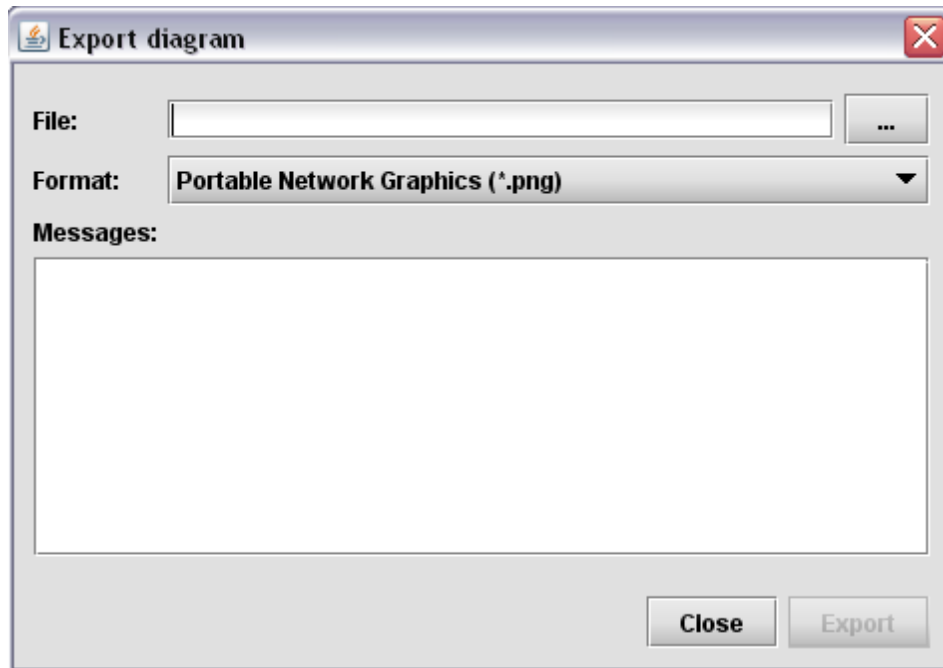 Export diagram
File:
...
Format: Portable Network Graphics (*.png)
Messages:
Close Export